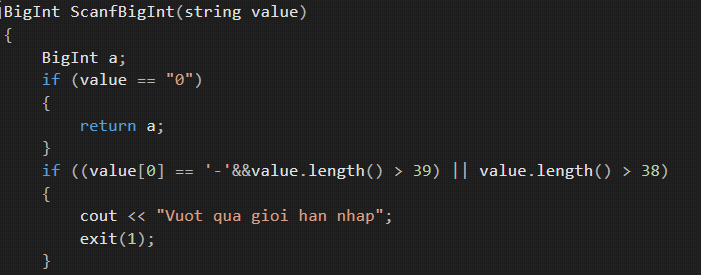 BigInt ScanfBigInt(string value)
{
    BigInt a;
    if (value == "0")
    {
        return a;
    }
    if ((value[0] == '-'&&value.length() > 39) || value.length() > 38)
    {
        cout << "Vuot qua gioi han nhap";
        exit(1);
    }